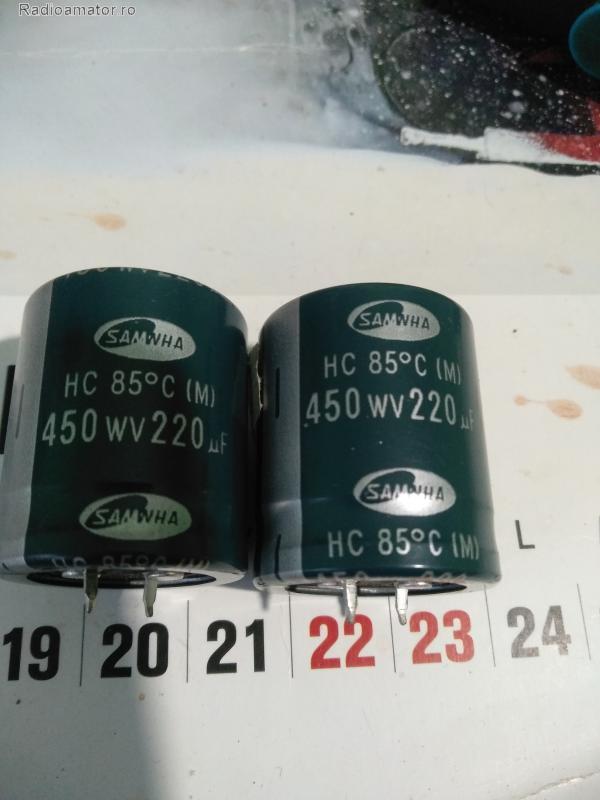 Radioamator.ro
SAMWHA
HC 85°C (M)
450 WV 220 µF
SAMWHA
SAMWHA
HC 85°C (M)
450 WV 220 µF
SAMWHA
HC 85°C (M)
L
19 20 21 22 23 24